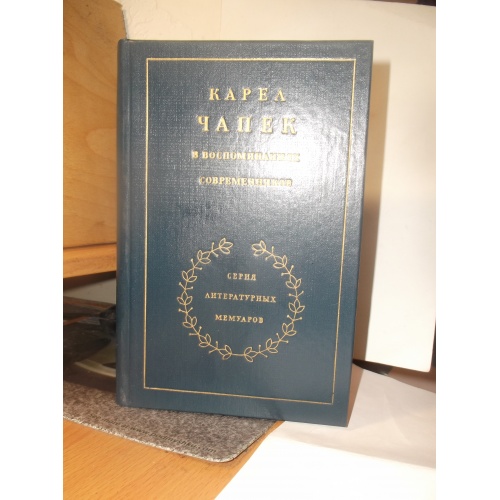 КАРЕЛ
ЧАПЕК
В ВОСПОМИНАНИЯХ
СОВРЕМЕННИКОВ
СЕРИЯ
ЛИТЕРАТУРНЫХ
МЕМУАРОВ